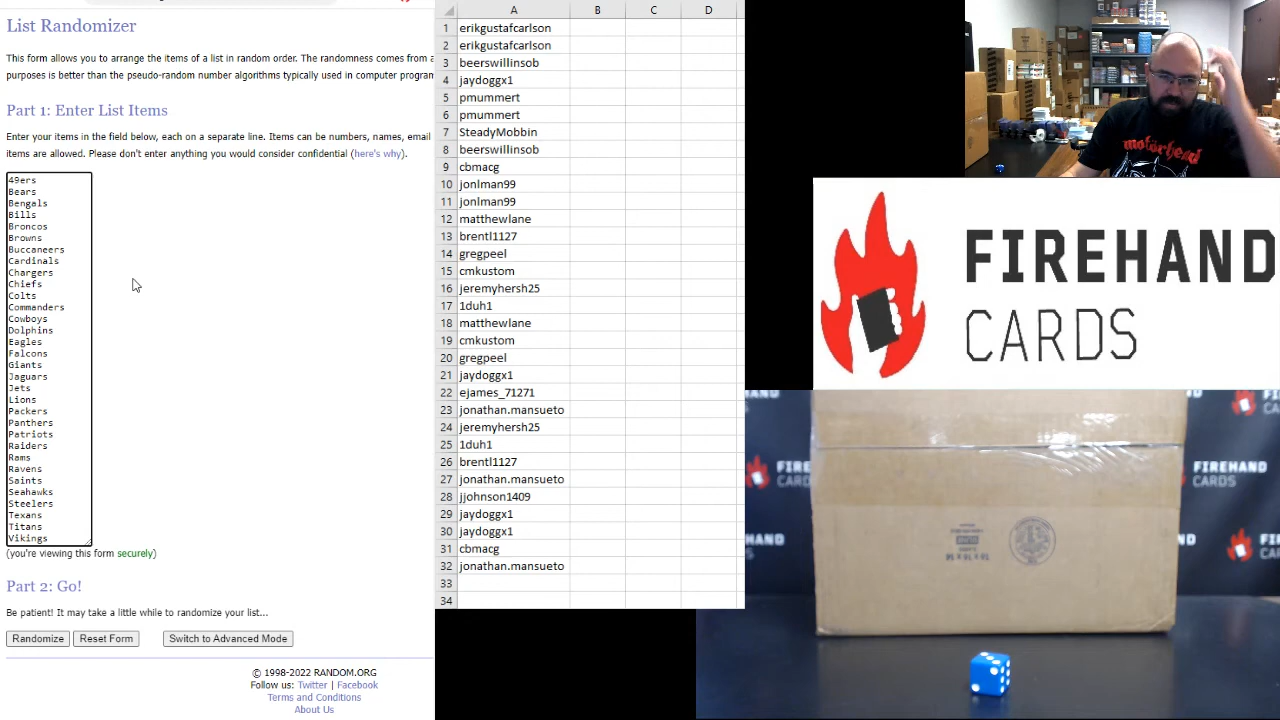 List Randomizer
This form allows you to arrange the items of a list in random order. The randomness comes from a
purposes is better than the pseudo-random number algorithms typically used in computer program
Part 1: Enter List Items
Enter your items in the field below, each on a separate line. Items can be numbers, names, email
items are allowed. Please don't enter anything you would consider confidential (here's why).
49ers
Bears
Bengals
Bills
Broncos
Browns
Buccaneers
Cardinals
Chargers
Chiefs
Colts
Commanders
Cowboys
Dolphins
Eagles
Falcons
Giants
Jaguars
Jets
Lions
Packers
Panthers
Patriots
Raiders
Rams
Ravens
Saints
Seahawks
Steelers
Texans
Titans
Vikings
(you're viewing this form securely)
Part 2: Go!
Be patient! It may take a little while to randomize your list...
Randomize Reset Form Switch to Advanced Mode
© 1998-2022 RANDOM.ORG
Follow us: Twitter | Facebook
Terms and Conditions
About Us
A B C D
1 erikgustafcarlson
2 erikgustafcarlson
3 beerswillinsob
4 jaydoggx1
5 pmummert
6 pmummert
7 SteadyMobbin
8 beerswillinsob
9 cbmacg
10 jonlman99
11 jonlman99
12 matthewlane
13 brentl1127
14 gregpeel
15 cmkustom
16 jeremyhersh25
17 1duh1
18 matthewlane
19 cmkustom
20 gregpeel
21 jaydoggx1
22 ejames_71271
23 jonathan.mansueto
24 jeremyhersh25
25 1duh1
26 brentl1127
27 jonathan.mansueto
28 jjohnson1409
29 jaydoggx1
30 jaydoggx1
31 cbmacg
32 jonathan.mansueto
33
34
motörhead
FIREHAND
CARDS
FIREHAND
CARDS
FIRE
CARDS